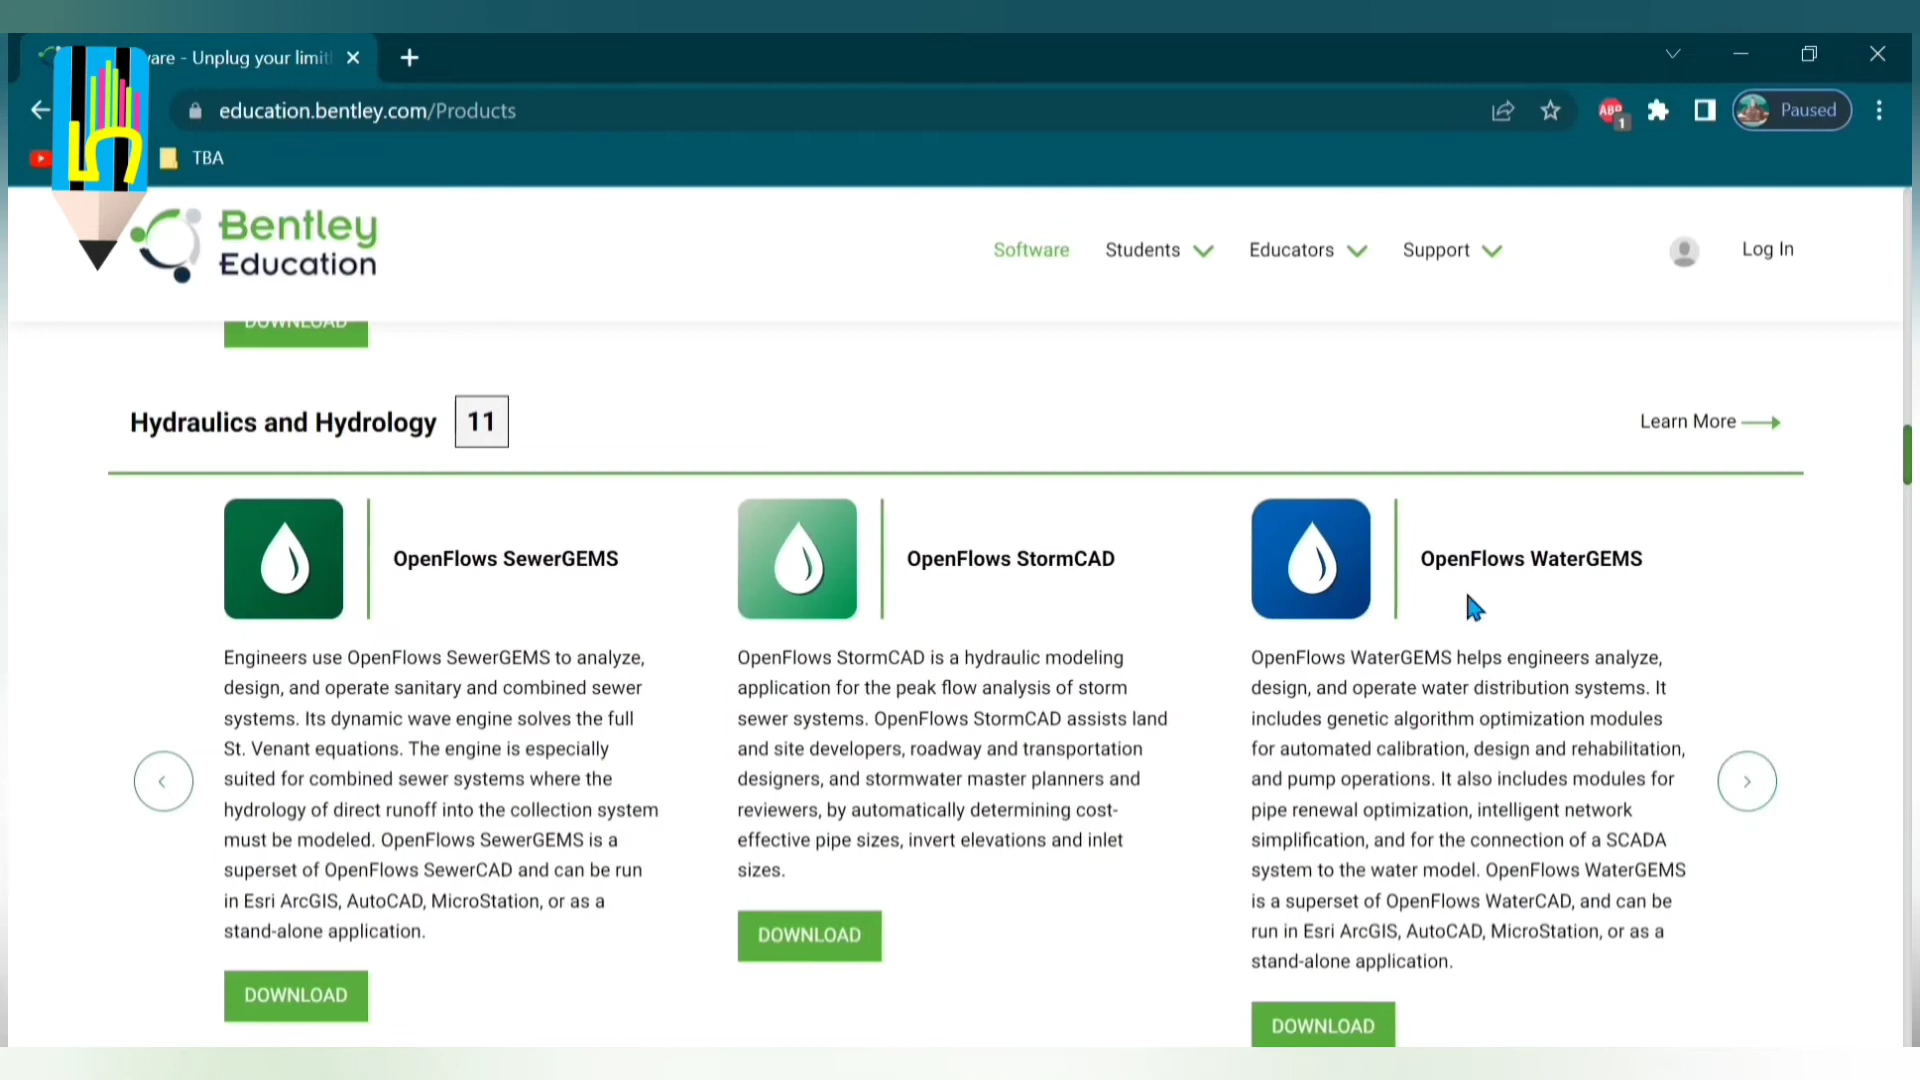 are - Unplug your limit
education.bentley.com/Products
ABP
1
Paused
TBA
Bentley
Education
Software
Students
Educators
Support
Log In
DOWNLOAD
Hydraulics and Hydrology
11
Learn More
OpenFlows SewerGEMS
Engineers use OpenFlows SewerGEMS to analyze,
design, and operate sanitary and combined sewer
systems. Its dynamic wave engine solves the full
St. Venant equations. The engine is especially
suited for combined sewer systems where the
hydrology of direct runoff into the collection system
must be modeled. OpenFlows SewerGEMS is a
superset of OpenFlows SewerCAD and can be run
in Esri ArcGIS, AutoCAD, MicroStation, or as a
stand-alone application.
DOWNLOAD
OpenFlows StormCAD
OpenFlows StormCAD is a hydraulic modeling
application for the peak flow analysis of storm
sewer systems. OpenFlows StormCAD assists land
and site developers, roadway and transportation
designers, and stormwater master planners and
reviewers, by automatically determining cost-
effective pipe sizes, invert elevations and inlet
sizes.
DOWNLOAD
OpenFlows WaterGEMS
OpenFlows WaterGEMS helps engineers analyze,
design, and operate water distribution systems. It
includes genetic algorithm optimization modules
for automated calibration, design and rehabilitation,
and pump operations. It also includes modules for
pipe renewal optimization, intelligent network
simplification, and for the connection of a SCADA
system to the water model. OpenFlows WaterGEMS
is a superset of OpenFlows WaterCAD, and can be
run in Esri ArcGIS, AutoCAD, MicroStation, or as a
stand-alone application.
DOWNLOAD